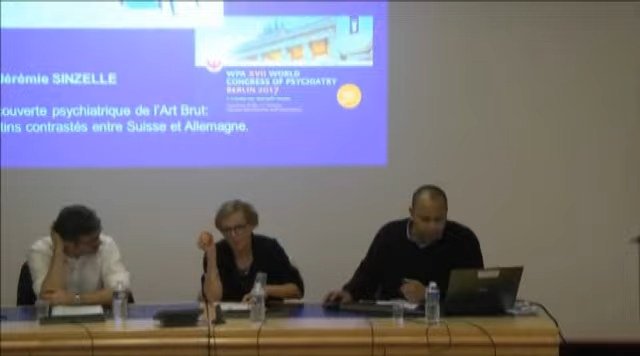 Jérémie SINZELLE
WPA XVII WORLD
CONGRESS OF PSYCHIATRY
BERLIN 2017
couverte psychiatrique de l'Art Brut:
tins contrastés entre Suisse et Allemagne.